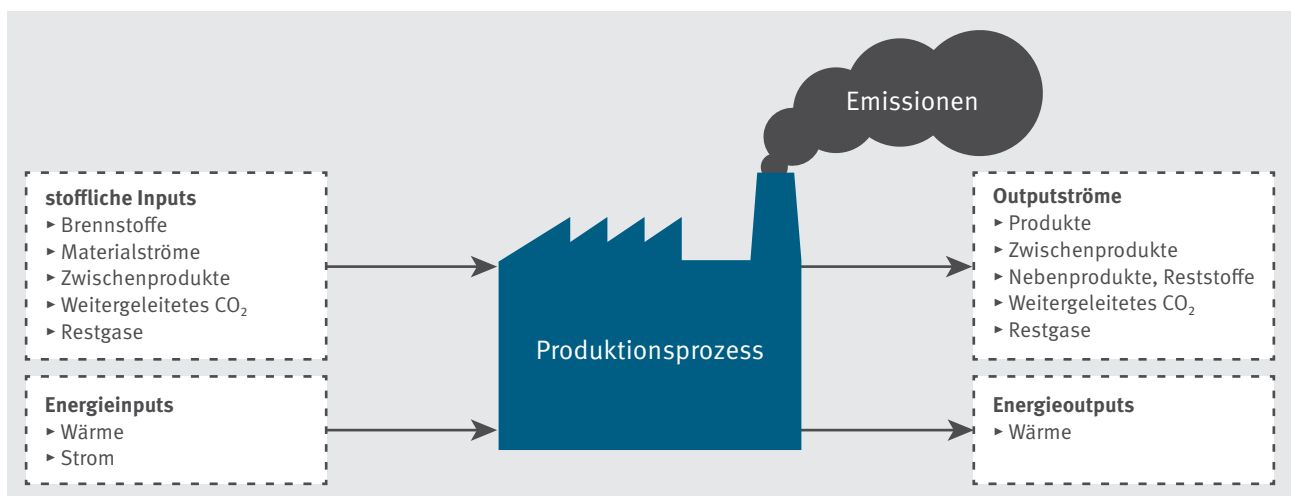 Emissionen
stoffliche Inputs
▸ Brennstoffe
▸ Materialströme
▸ Zwischenprodukte
▸ Weitergeleitetes CO₂
▸ Restgase
Energieinputs
▸ Wärme
▸ Strom
Produktionsprozess
Outputströme
▸ Produkte
▸ Zwischenprodukte
▸ Nebenprodukte, Reststoffe
▸ Weitergeleitetes CO₂
▸ Restgase
Energieoutputs
▸ Wärme